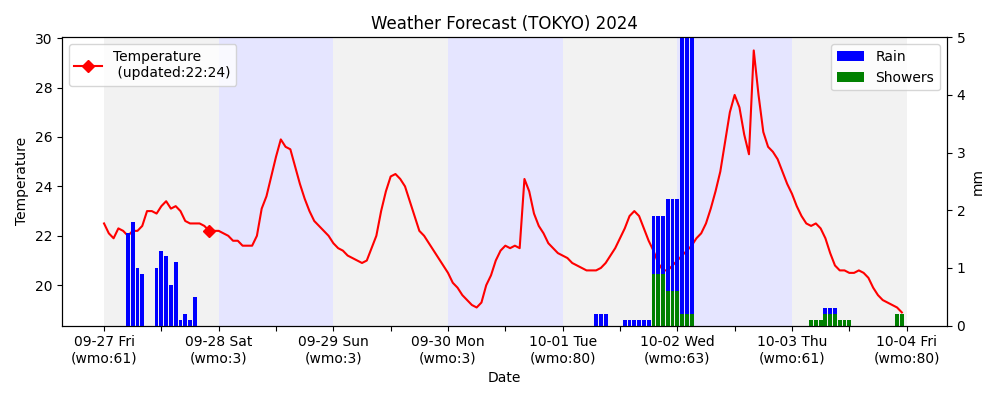 Weather Forecast (TOKYO) 2024
Temperature
(updated:22:24)
Rain
Showers
30
28
26
24
22
20
Temperature
5
4
3
2
1
0
mm
09-27 Fri
(wmo:61)
09-28 Sat
(wmo:3)
09-29 Sun
(wmo:3)
09-30 Mon
(wmo:3)
10-01 Tue
(wmo:80)
10-02 Wed
(wmo:63)
10-03 Thu
(wmo:61)
10-04 Fri
(wmo:80)
Date